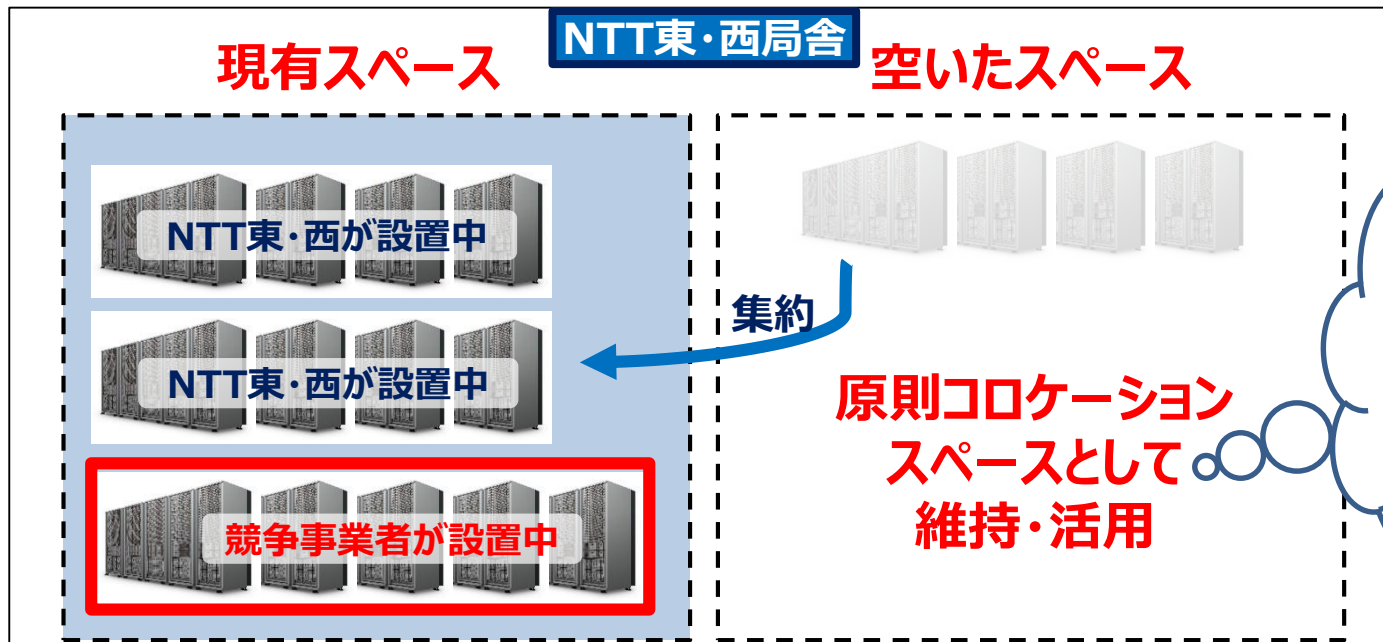 NTT東・西局舎
現有スペース
空いたスペース
NTT東・西が設置中
NTT東・西が設置中
競争事業者が設置中
集約
原則コロケーション
スペースとして
維持・活用